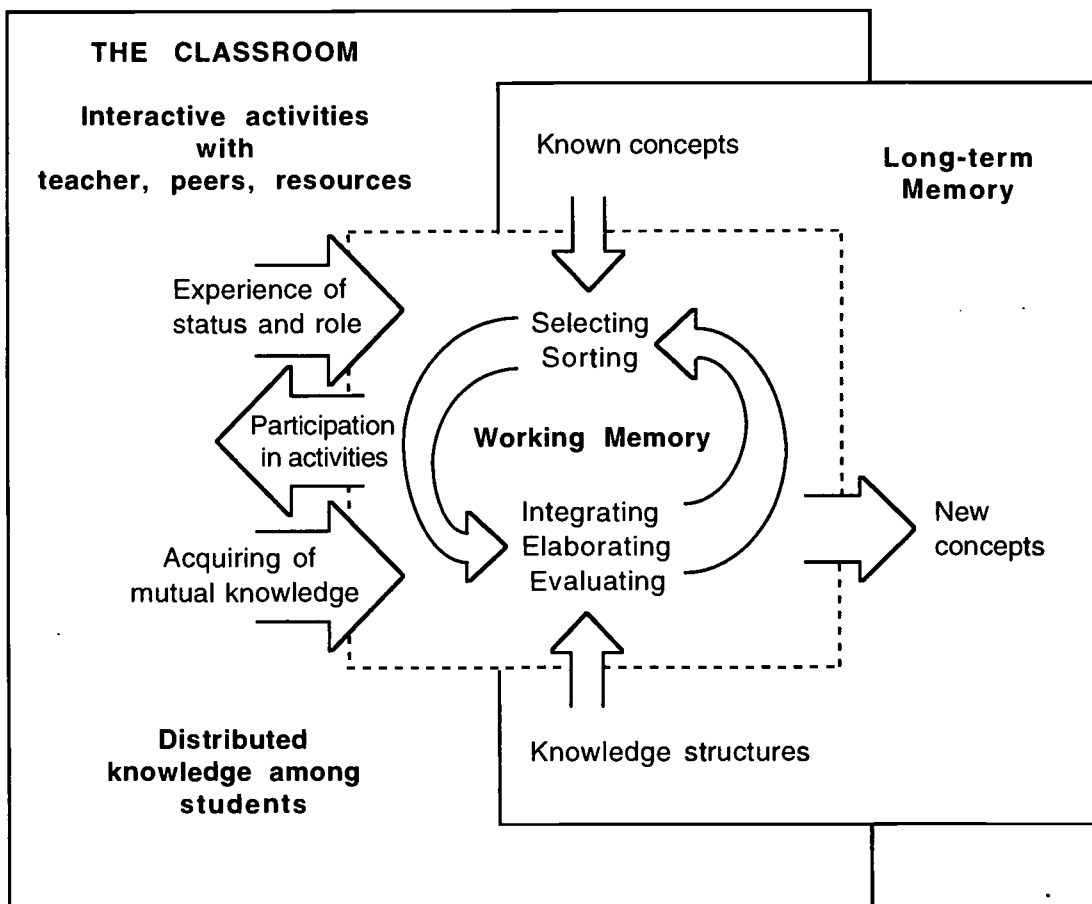 THE CLASSROOM
Interactive activities
with
teacher, peers, resources
Known concepts
Long-term
Memory
Experience of
status and role
Selecting
Sorting
Participation
in activities
Working Memory
Integrating
Elaborating
Evaluating
New
concepts
Acquiring of
mutual knowledge
Distributed
knowledge among
students
Knowledge structures